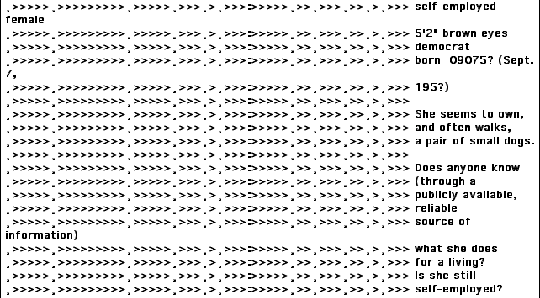 self employed
female
5'2" brown eyes
democrat
born 09075? (Sept.
7,
195?)
She seems to own,
and often walks,
a pair of small dogs.
Does anyone know
(through a
publicly available,
reliable
source of
information)
what she does
for a living?
Is she still
self-employed?